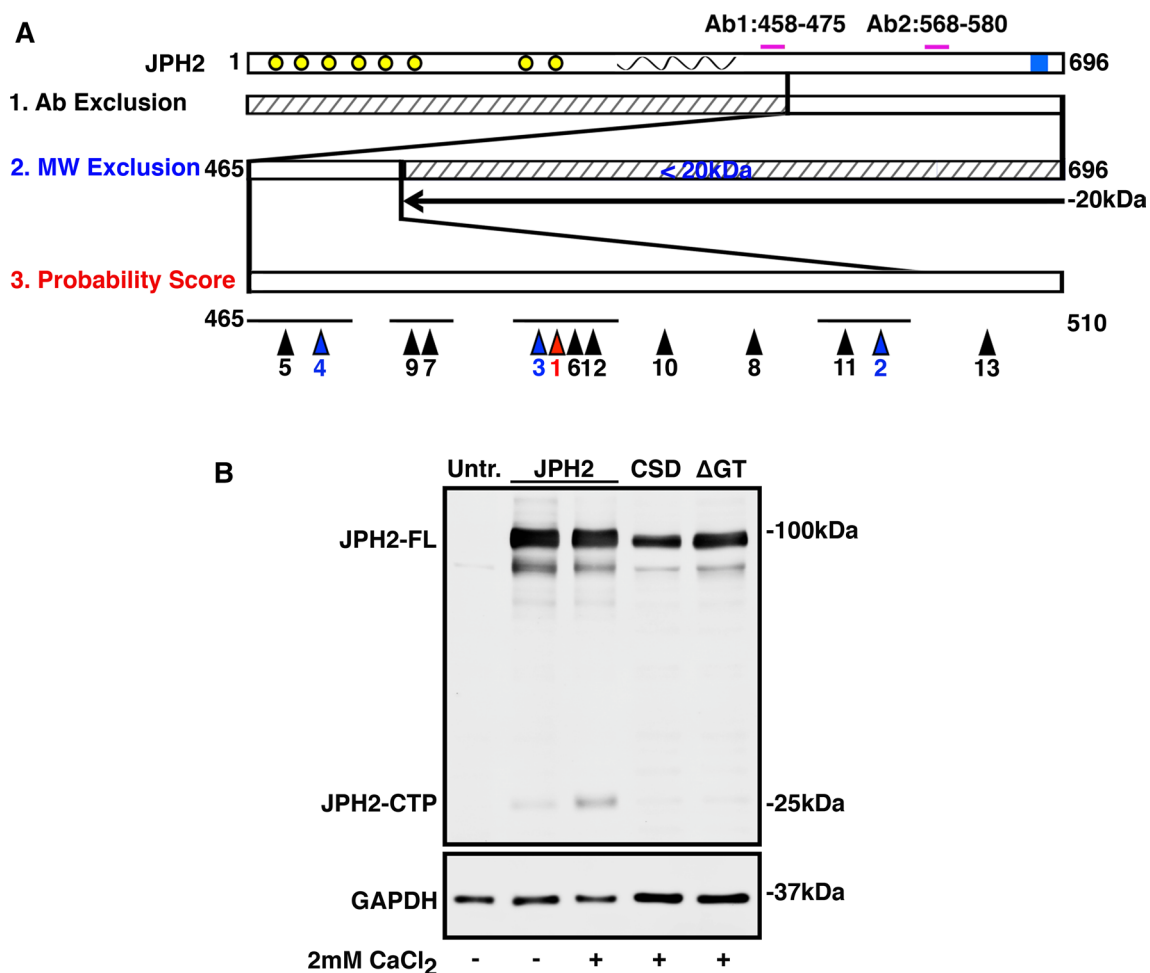 A
Ab1:458-475 Ab2:568-580
JPH2 1 696
1. Ab Exclusion
2. MW Exclusion 465 < 20kDa 696
-20kDa
3. Probability Score
465 510
5 4 9 7 3 1 6 12 10 8 11 2 13
B
Untr. JPH2 CSD ΔGT
JPH2-FL -100kDa
JPH2-CTP -25kDa
GAPDH -37kDa
2mM CaCl2 - - + + +